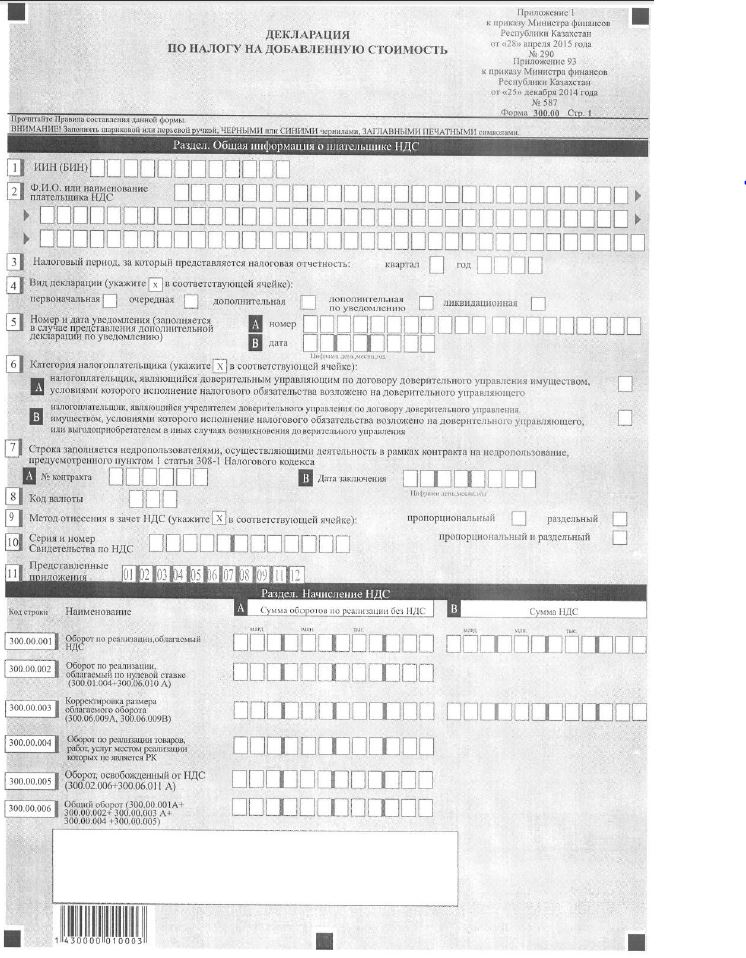 ДЕКЛАРАЦИЯ
ПО НАЛОГУ НА ДОБАВЛЕННУЮ СТОИМОСТЬ
Приложение 1
к приказу Министра финансов
Республики Казахстан
от «28» апреля 2015 года
№ 290
Приложение 93
к приказу Министра финансов
Республики Казахстан
от «25» декабря 2014 года
№ 587
Форма 300.00 Стр. 1
Прочитайте Правила составления данной формы.
ВНИМАНИЕ! Заполнять шариковой или перьевой ручкой, ЧЕРНЫМИ или СИНИМИ чернилами, ЗАГЛАВНЫМИ ПЕЧАТНЫМИ символами.
Раздел. Общая информация о плательщике НДС
1 ИИН (БИН)
2 Ф.И.О. или наименование
плательщика НДС
3 Налоговый период, за который представляется налоговая отчетность: квартал год
4 Вид декларации (укажите x в соответствующей ячейке):
первоначальная очередная дополнительная дополнительная
по уведомлению ликвидационная
5 Номер и дата уведомления (заполняется
в случае представления дополнительной
декларации по уведомлению)
A номер
B дата
Цифрами день,месяц,год
6 Категория налогоплательщика (укажите X в соответствующей ячейке):
A налогоплательщик, являющийся доверительным управляющим по договору доверительного управления имуществом,
условиями которого исполнение налогового обязательства возложено на доверительного управляющего
B налогоплательщик, являющийся учредителем доверительного управления по договору доверительного управления
имуществом, условиями которого исполнение налогового обязательства возложено на доверительного управляющего,
или выгодоприобретателем в иных случаях возникновения доверительного управления
7 Строка заполняется недропользователями, осуществляющими деятельность в рамках контракта на недропользование,
предусмотренного пунктом 1 статьи 308-1 Налогового кодекса
A № контракта B Дата заключения
Цифрами день,месяц,год
8 Код валюты
9 Метод отнесения в зачет НДС (укажите X в соответствующей ячейке): пропорциональный раздельный
пропорциональный и раздельный
10 Серия и номер
Свидетельства по НДС
11 Представленные
приложения 01 02 03 04 05 06 07 08 09 11 12
Раздел. Начисление НДС
Код строки Наименование A Сумма оборотов по реализации без НДС B Сумма НДС
млрд. млн. тыс. млрд. млн. тыс.
300.00.001 Оборот по реализации,облагаемый
НДС
300.00.002 Оборот по реализации,
облагаемый по нулевой ставке
(300.01.004+300.06.010 А)
300.00.003 Корректировка размера
облагаемого оборота
(300.06.009А, 300.06.009В)
300.00.004 Оборот по реализации товаров,
работ, услуг местом реализации
которых не является РК
300.00.005 Оборот, освобожденный от НДС
(300.02.006+300.06.011 А)
300.00.006 Общий оборот (300.00.001А+
300.00.002+ 300.00.003 А+
300.00.004 +300.00.005)
1 430000 010003